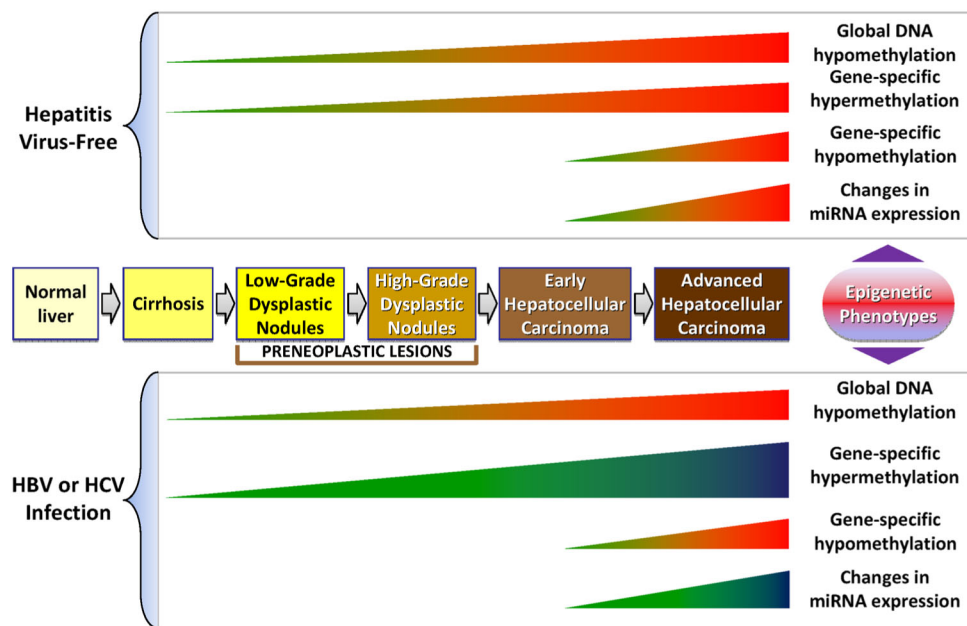 Hepatitis
Virus-Free
Global DNA
hypomethylation
Gene-specific
hypermethylation
Gene-specific
hypomethylation
Changes in
miRNA expression
Normal
liver
Cirrhosis
Low-Grade
Dysplastic
Nodules
High-Grade
Dysplastic
Nodules
Early
Hepatocellular
Carcinoma
Advanced
Hepatocellular
Carcinoma
Epigenetic
Phenotypes
PRENEOPLASTIC LESIONS
HBV or HCV
Infection
Global DNA
hypomethylation
Gene-specific
hypermethylation
Gene-specific
hypomethylation
Changes in
miRNA expression